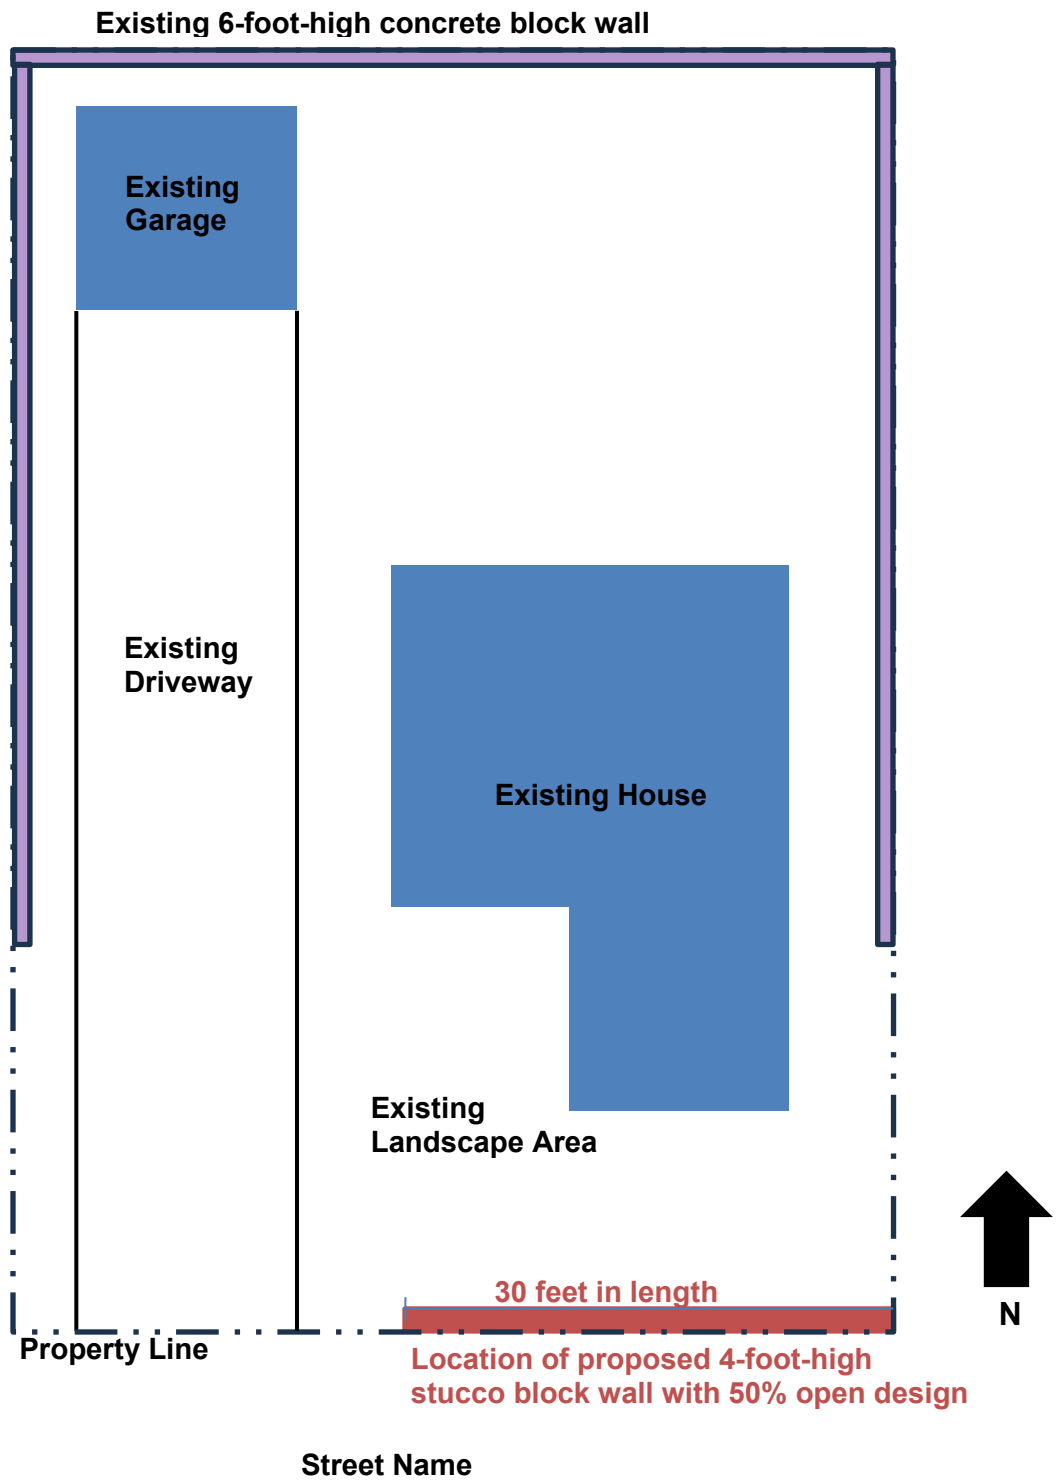 Existing 6-foot-high concrete block wall
Existing
Garage
Existing
Driveway
Existing House
Existing
Landscape Area
30 feet in length
N
Property Line
Location of proposed 4-foot-high
stucco block wall with 50% open design
Street Name